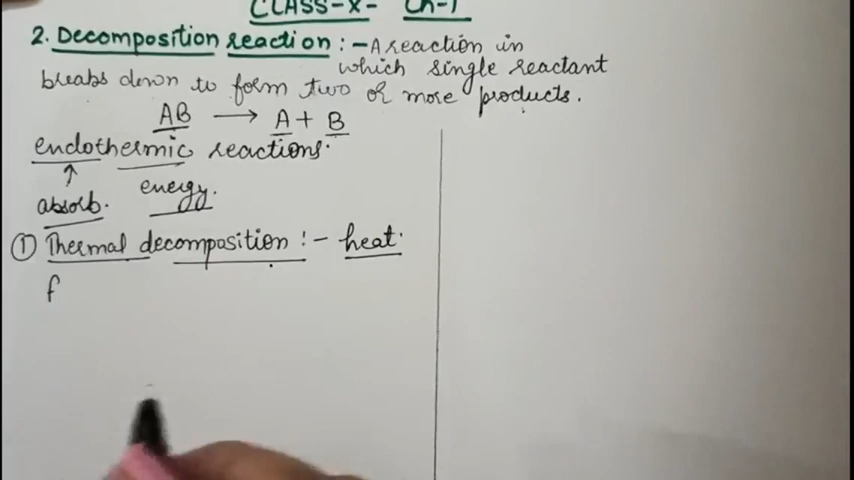 CLASS-X- Ch-1
2. Decomposition reaction :- A reaction in
which single reactant
breaks down to form two or more products.
AB → A + B
endothermic reactions.
↑
absorb. energy.
① Thermal decomposition :- heat.
f